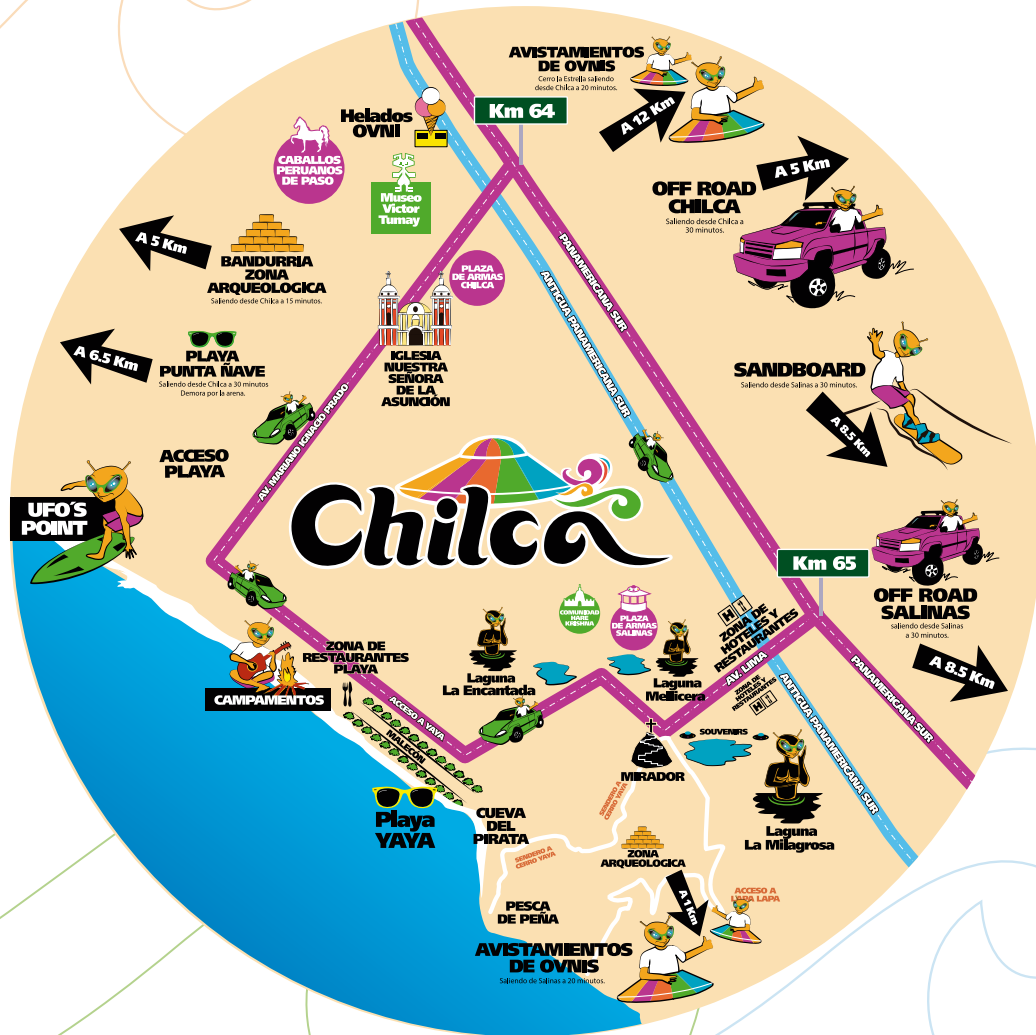 AVISTAMIENTOS
DE OVNIS
Cerro la Estrella saliendo
desde Chilca a 20 minutos.
A 12 Km
Km 64
Helados
OVNI
CABALLOS
PERUANOS
DE PASO
Museo
Victor
Tumay
A 5 Km
OFF ROAD
CHILCA
Saliendo desde Chilca a
30 minutos.
A 5 Km
BANDURRIA
ZONA
ARQUEOLOGICA
Saliendo desde Chilca a 15 minutos.
PLAZA
DE ARMAS
CHILCA
PANAMERICANA SUR
ANTIGUA PANAMERICANA SUR
A 6.5 Km
PLAYA
PUNTA ÑAVE
Saliendo desde Chilca a 30 minutos
Demora por la arena.
IGLESIA
NUESTRA
SEÑORA
DE LA
ASUNCIÓN
SANDBOARD
Saliendo desde Salinas a 30 minutos.
A 8.5 Km
AV. MARIANO IGNACIO PRADO
ACCESO
PLAYA
UFO´S
POINT
Chilca
Km 65
OFF ROAD
SALINAS
saliendo desde Salinas
a 30 minutos.
A 8.5 Km
COMUNIDAD
HARE
KRISHNA
PLAZA
DE ARMAS
SALINAS
ZONA DE
HOTELES Y
RESTAURANTES
H
AV. LIMA
ZONA DE
HOTELES Y
RESTAURANTES
H
PANAMERICANA SUR
ANTIGUA PANAMERICANA SUR
ZONA DE
RESTAURANTES
PLAYA
CAMPAMENTOS
Laguna
La Encantada
Laguna
Mellicera
ACCESO A YAYA
MALECÓN
SOUVENIRS
MIRADOR
Playa
YAYA
CUEVA
DEL
PIRATA
SENDERO A
CERRO YAYA
SENDERO A
CERRO YAYA
Laguna
La Milagrosa
ZONA
ARQUEOLOGICA
A 1 Km
ACCESO A
LAPA LAPA
PESCA
DE PEÑA
AVISTAMIENTOS
DE OVNIS
Saliendo de Salinas a 20 minutos.